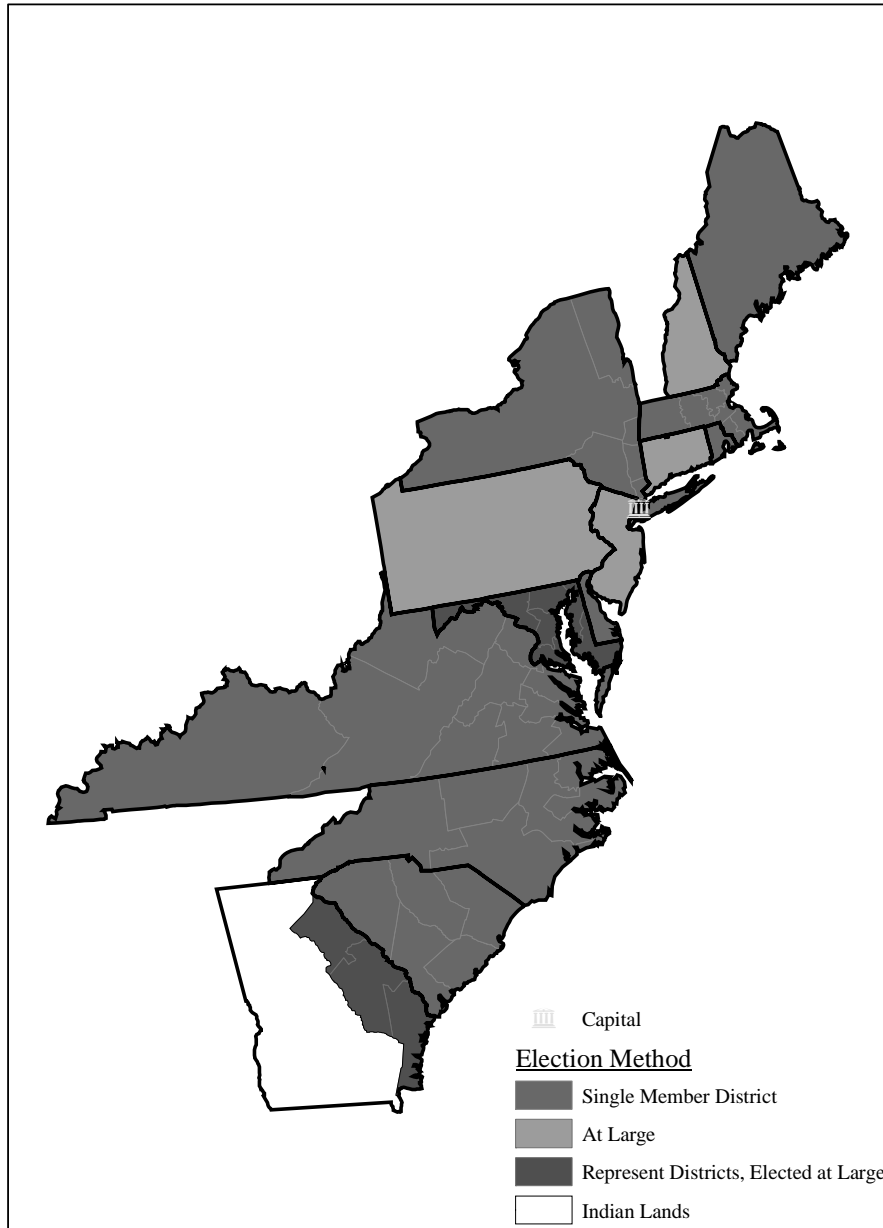 Capital
Election Method
Single Member District
At Large
Represent Districts, Elected at Large
Indian Lands